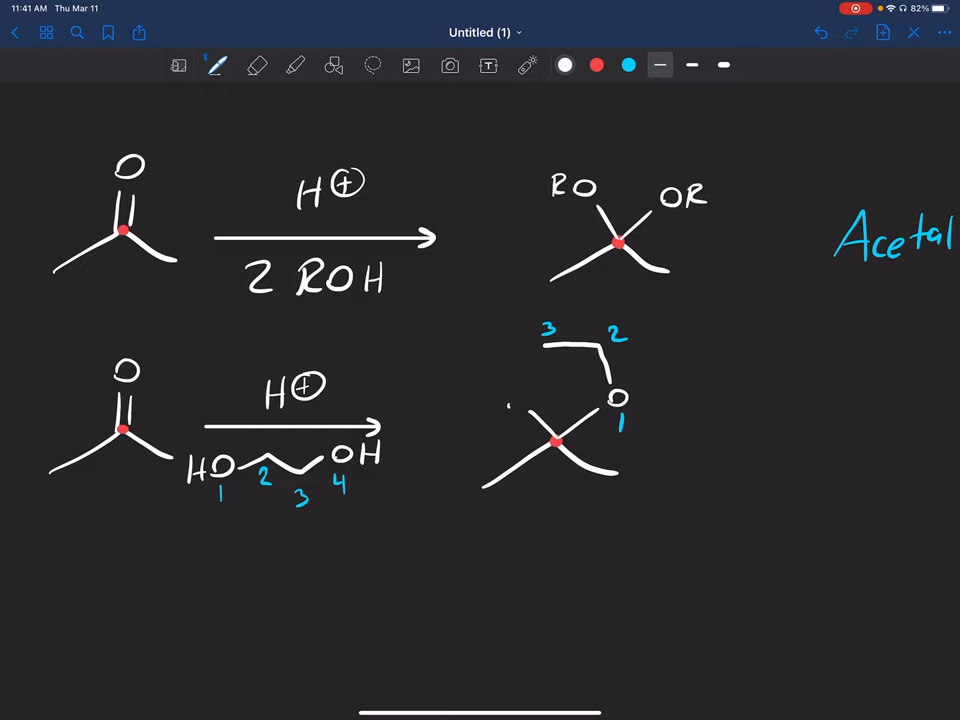 11:41 AM Thu Mar 11
82%
Untitled (1)
T
O
H+
2 ROH
RO
OR
Acetal
O
H+
HO
OH
1
2
3
4
3
2
O
1